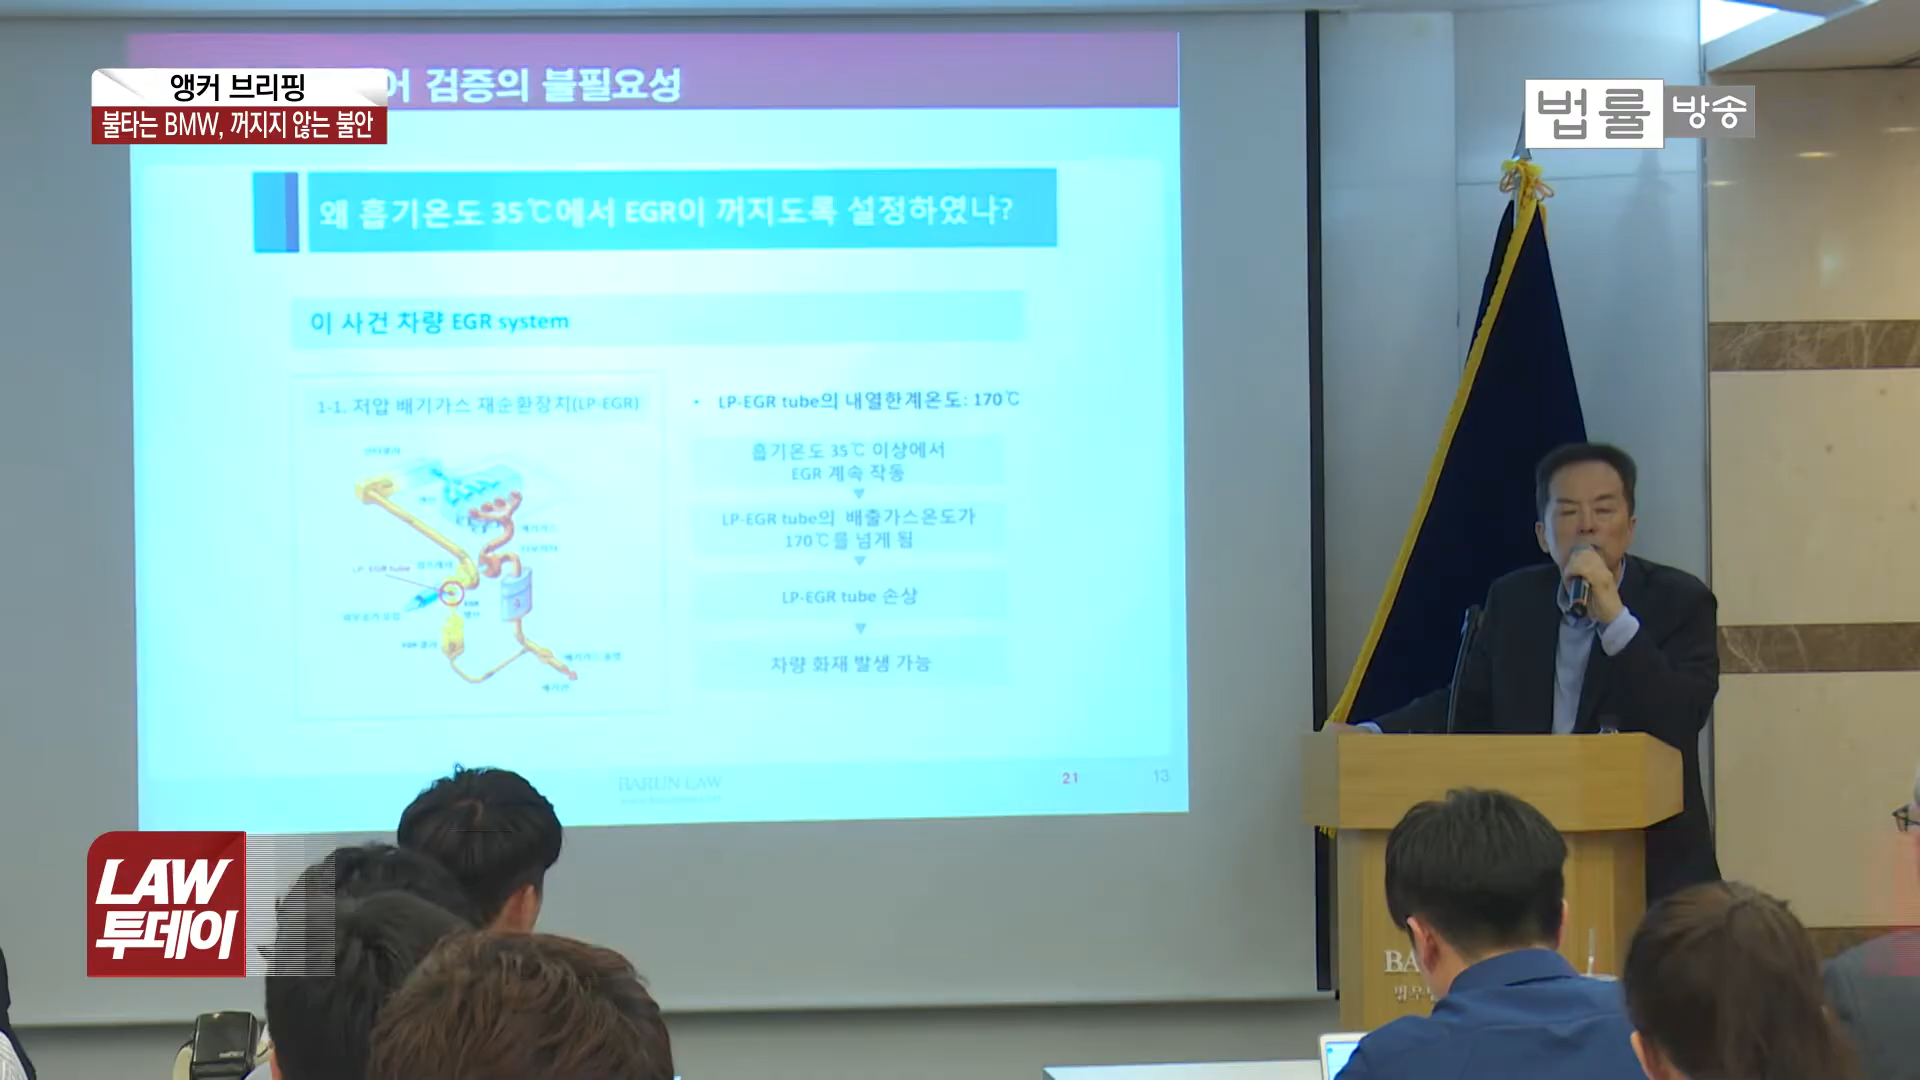 앵커 브리핑
불타는 BMW, 꺼지지 않는 불안
어 검증의 불필요성
법률방송
왜 흡기온도 35℃에서 EGR이 꺼지도록 설정하였나?
이 사건 차량 EGR system
1-1. 저압 배기가스 재순환장치(LP-EGR)
LP-EGR tube
• LP-EGR tube의 내열한계온도: 170℃
흡기온도 35℃ 이상에서
EGR 계속 작동
LP-EGR tube의 배출가스온도가
170℃를 넘게 됨
LP-EGR tube 손상
차량 화재 발생 가능
BARUN LAW
21
13
LAW
투데이
BA